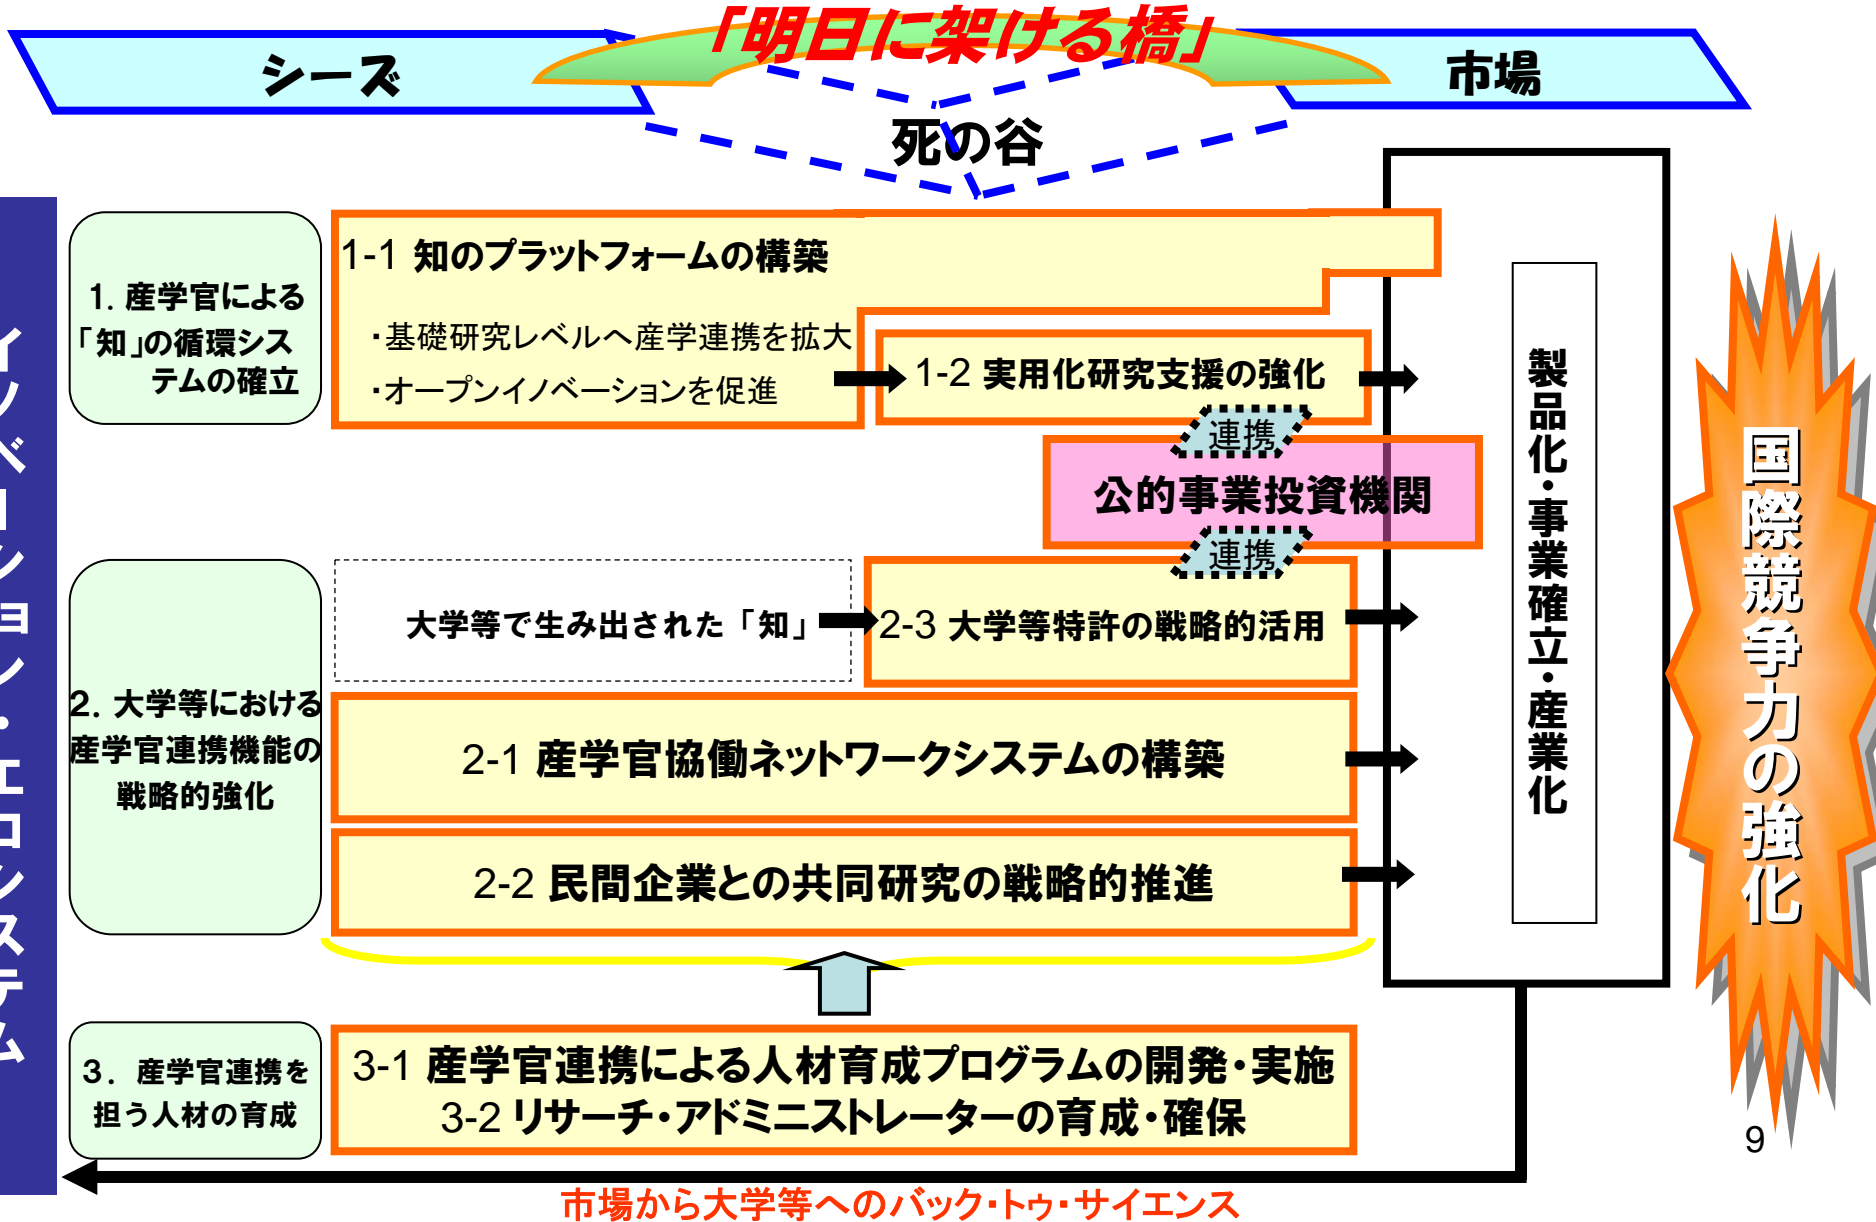 「明日に架ける橋」
シーズ
市場
死の谷
イノベーション・エコシステム
1. 産学官による
「知」の循環シス
テムの確立
1-1 知のプラットフォームの構築
・基礎研究レベルへ産学連携を拡大
・オープンイノベーションを促進
1-2 実用化研究支援の強化
連携
公的事業投資機関
連携
2. 大学等における
産学官連携機能の
戦略的強化
大学等で生み出された「知」
2-3 大学等特許の戦略的活用
2-1 産学官協働ネットワークシステムの構築
2-2 民間企業との共同研究の戦略的推進
3. 産学官連携を
担う人材の育成
3-1 産学官連携による人材育成プログラムの開発・実施
3-2 リサーチ・アドミニストレーターの育成・確保
製品化・事業確立・産業化
国際競争力の強化
9
市場から大学等へのバック・トゥ・サイエンス